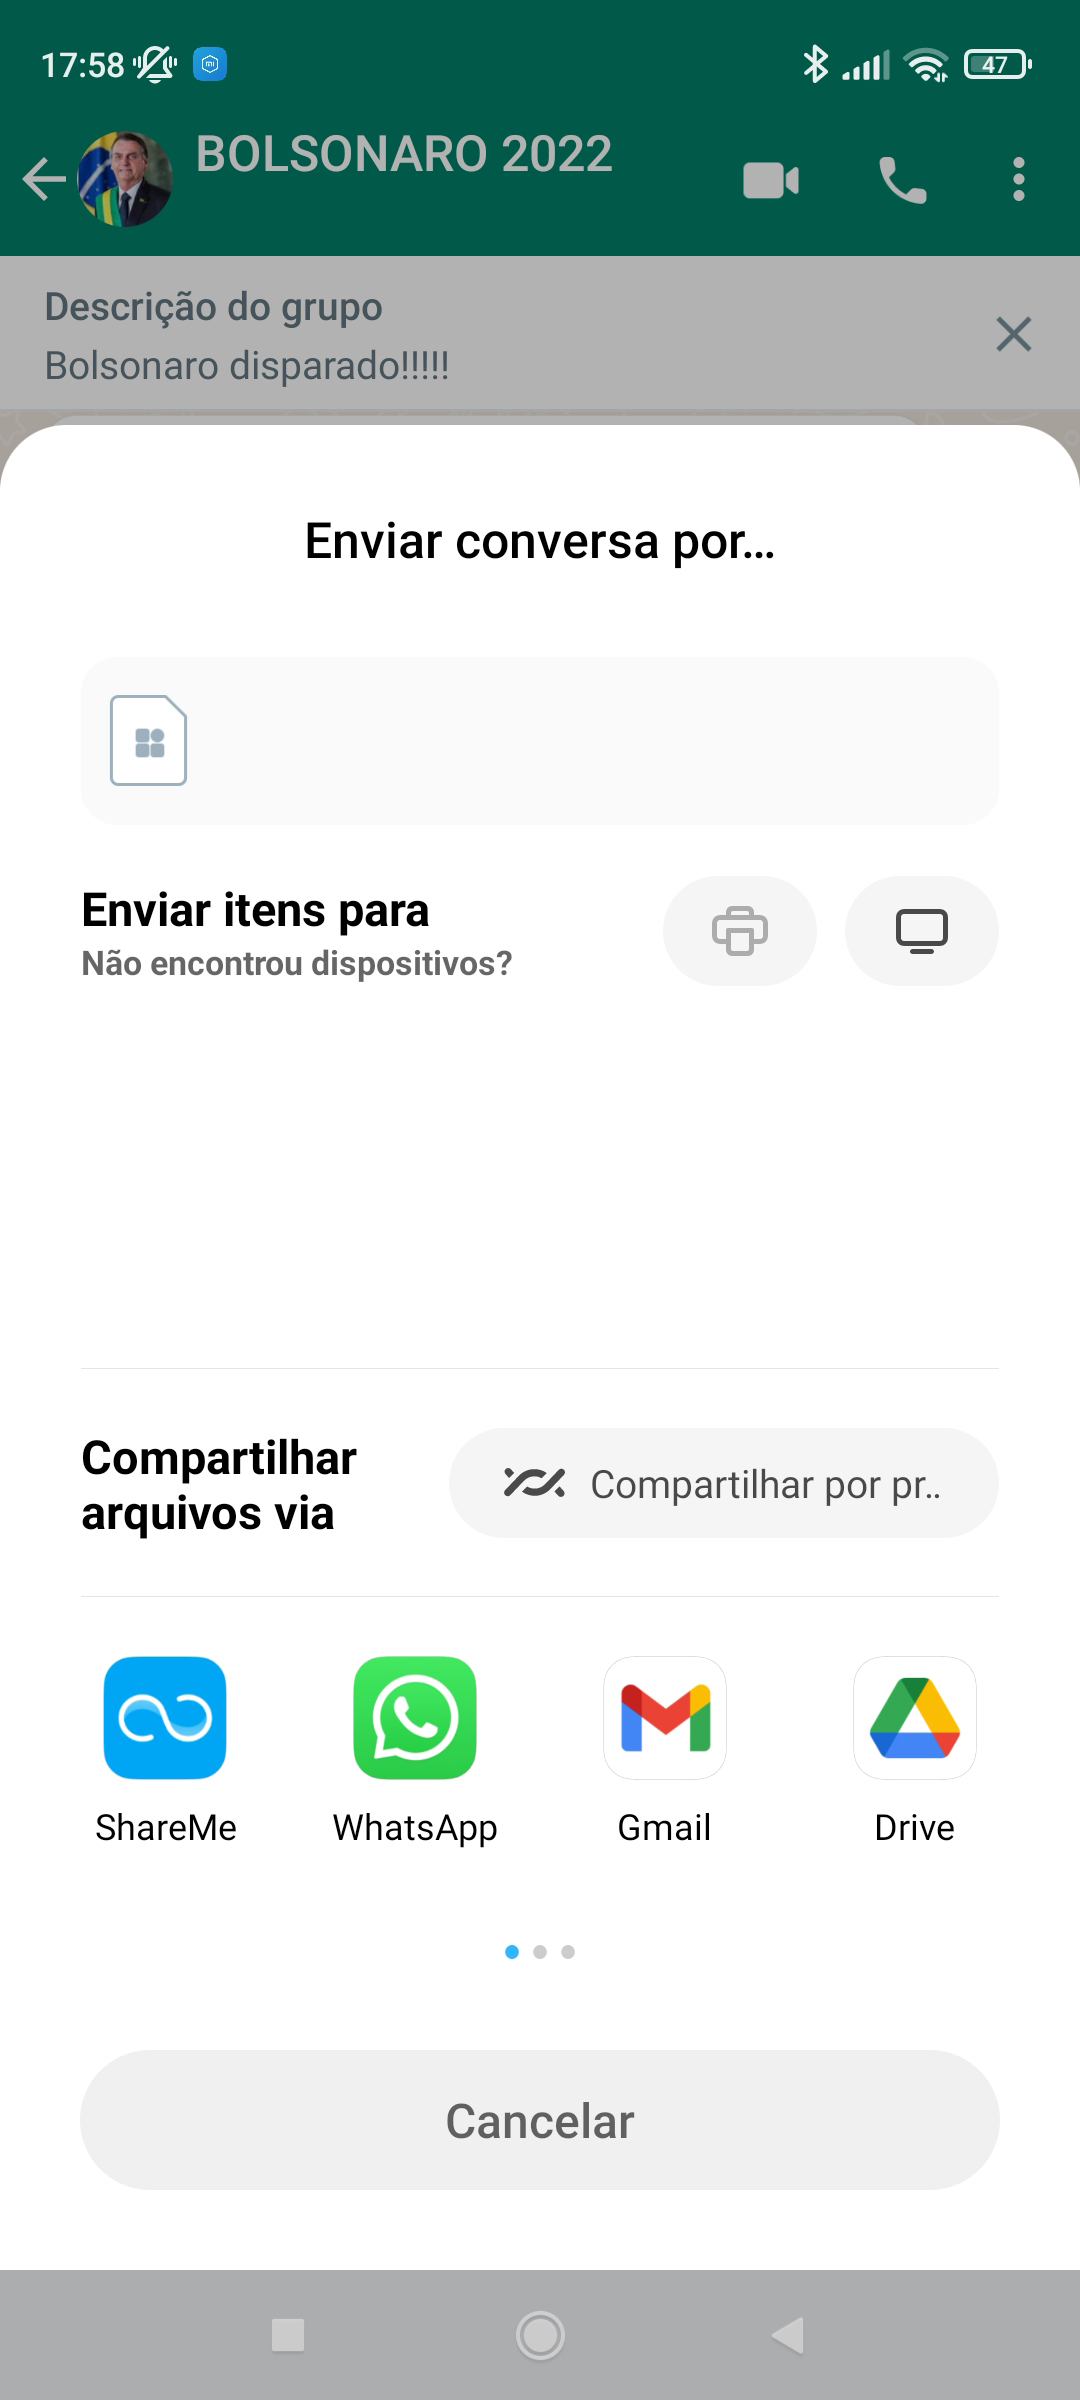 17:58
47
BOLSONARO 2022
Descrição do grupo
Bolsonaro disparado!!!!!
Enviar conversa por...
Enviar itens para
Não encontrou dispositivos?
Compartilhar
arquivos via
Compartilhar por pr..
ShareMe
WhatsApp
Gmail
Drive
Cancelar